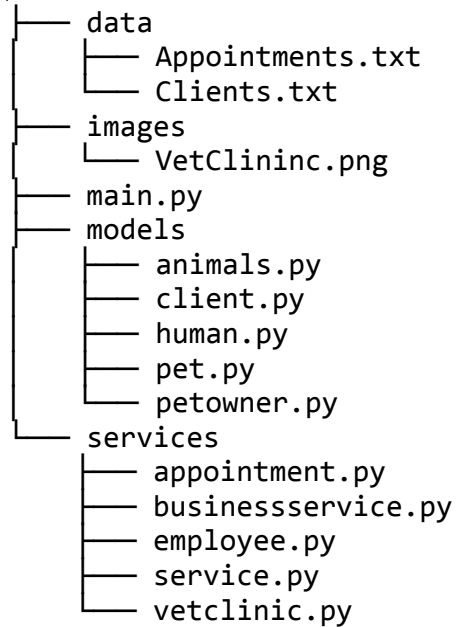 data
Appointments.txt
Clients.txt
images
VetClininc.png
main.py
models
animals.py
client.py
human.py
pet.py
petowner.py
services
appointment.py
businessservice.py
employee.py
service.py
vetclinic.py